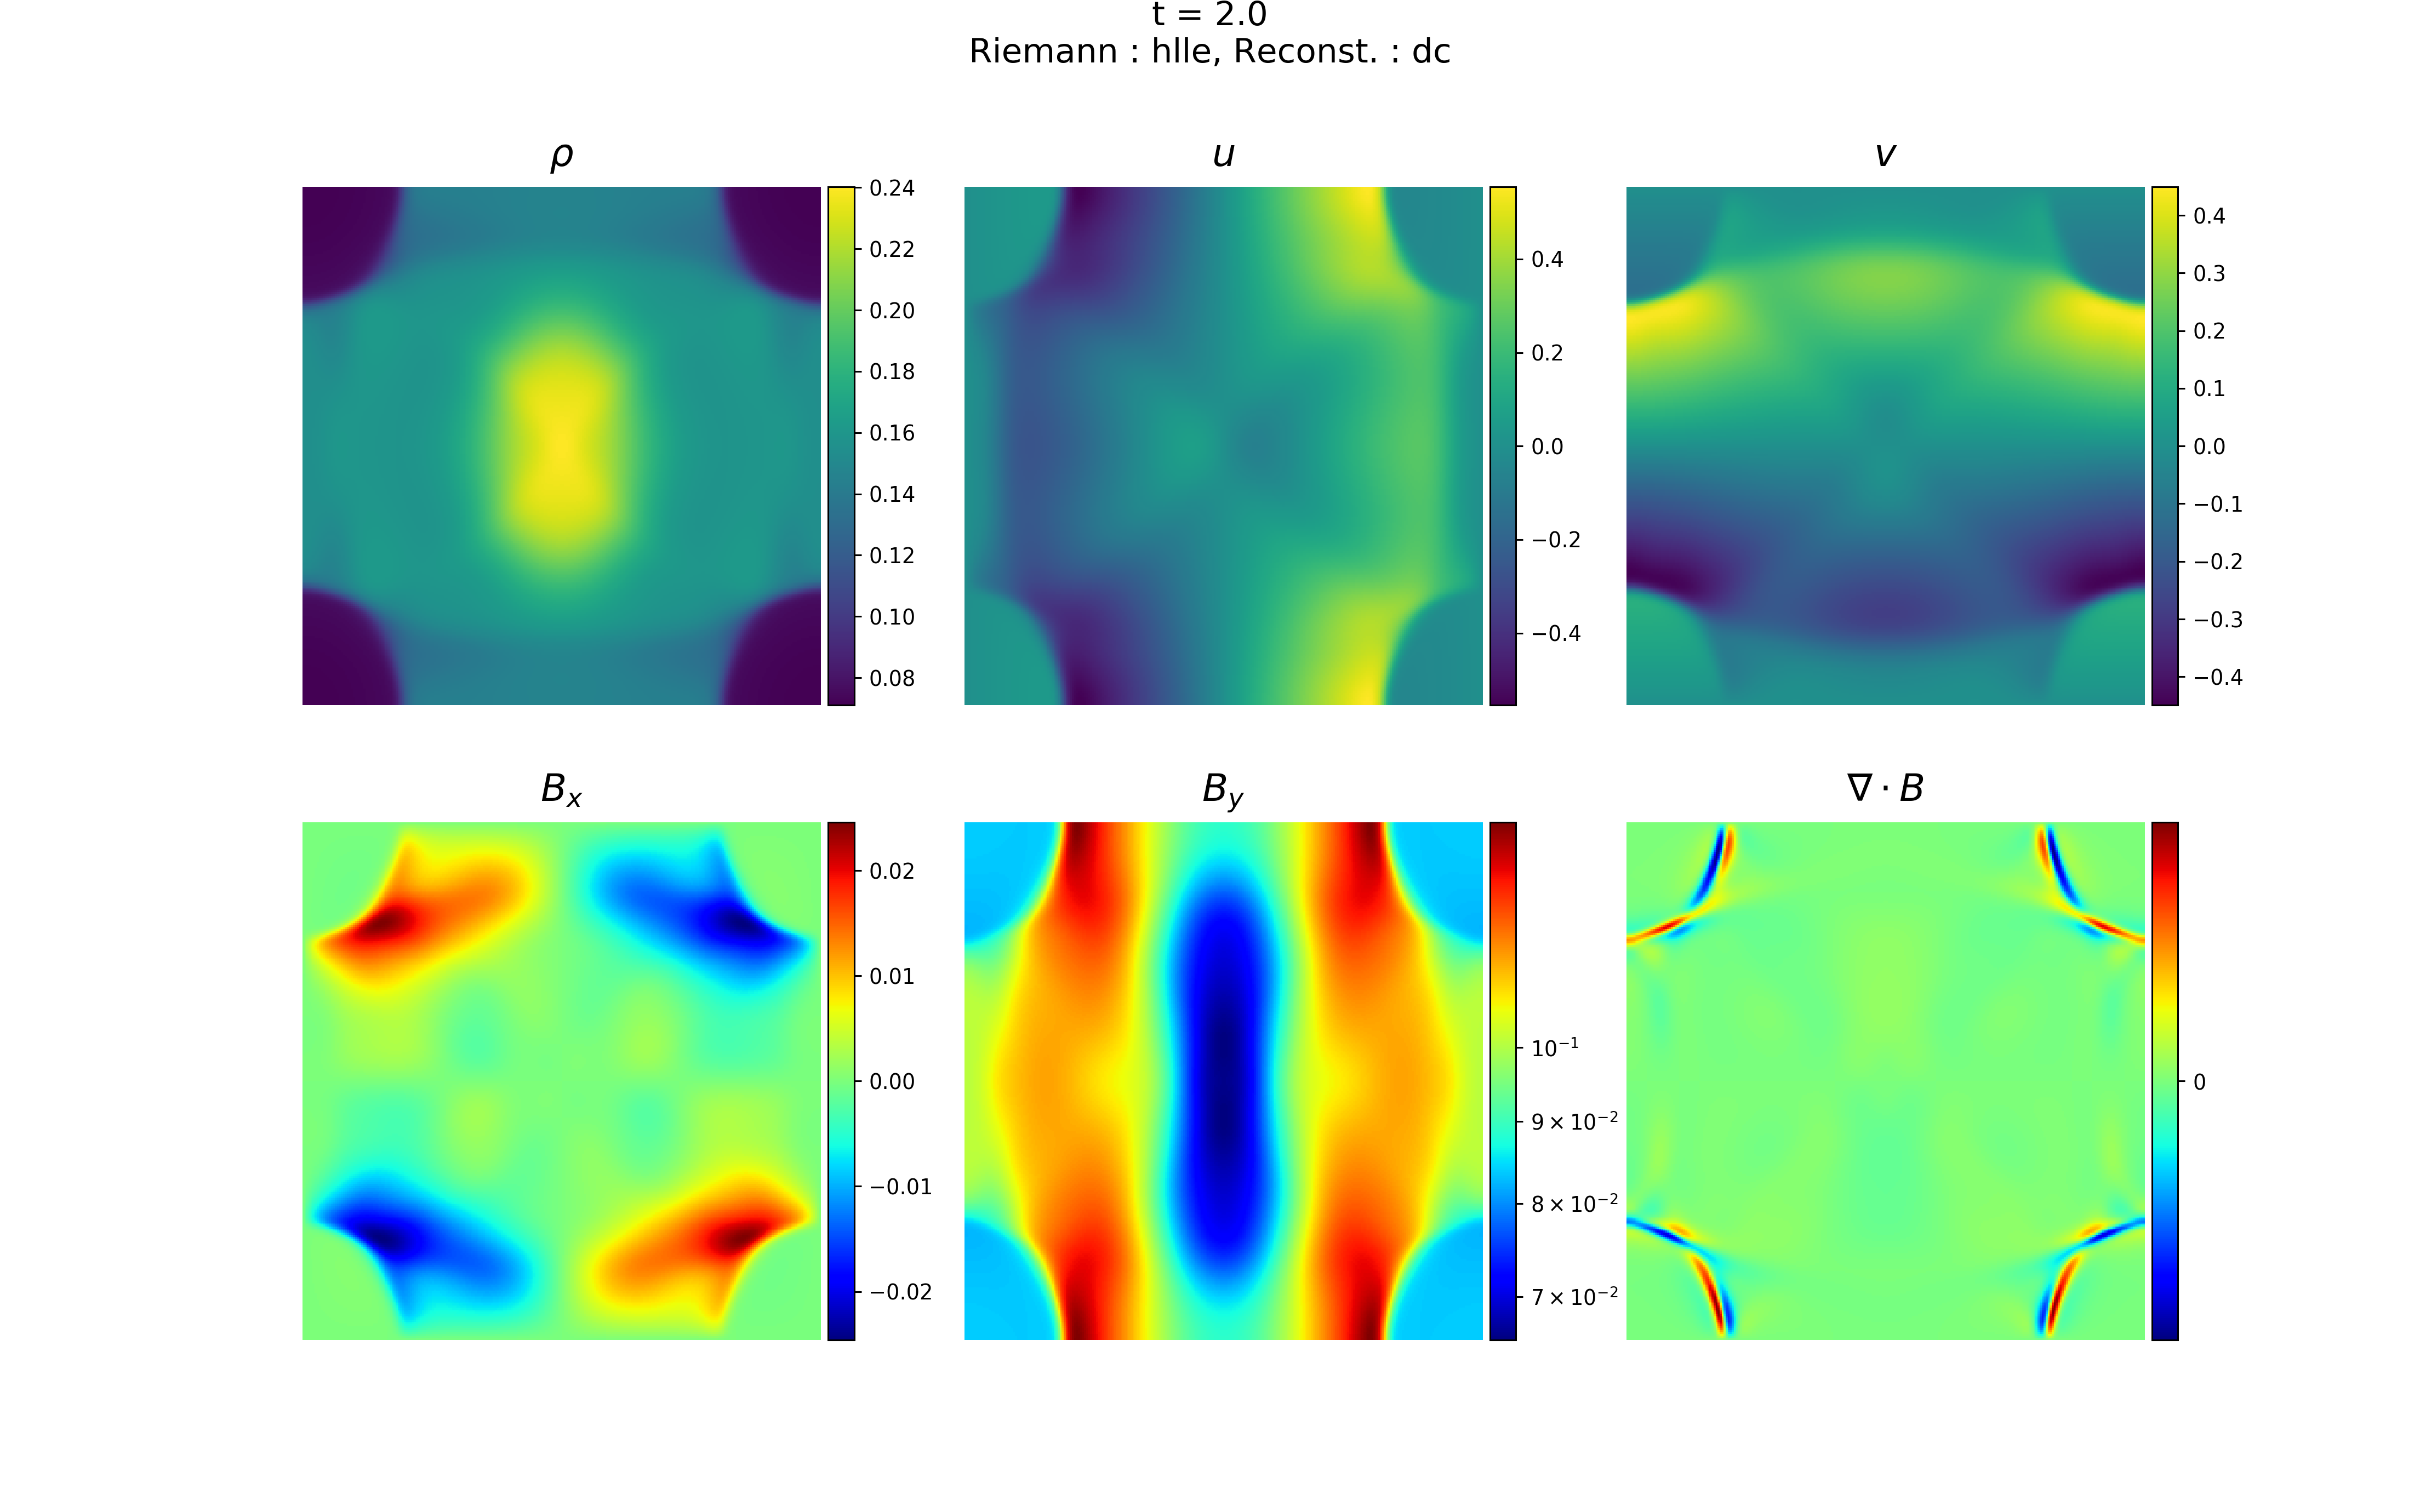 t = 2.0
Riemann : hlle, Reconst. : dc
ρ
0.24
0.22
0.20
0.18
0.16
0.14
0.12
0.10
0.08
u
0.4
0.2
0.0
−0.2
−0.4
v
0.4
0.3
0.2
0.1
0.0
−0.1
−0.2
−0.3
−0.4
Bₓ
0.02
0.01
0.00
−0.01
−0.02
B_y
10⁻¹
9 × 10⁻²
8 × 10⁻²
7 × 10⁻²
∇ · B
0